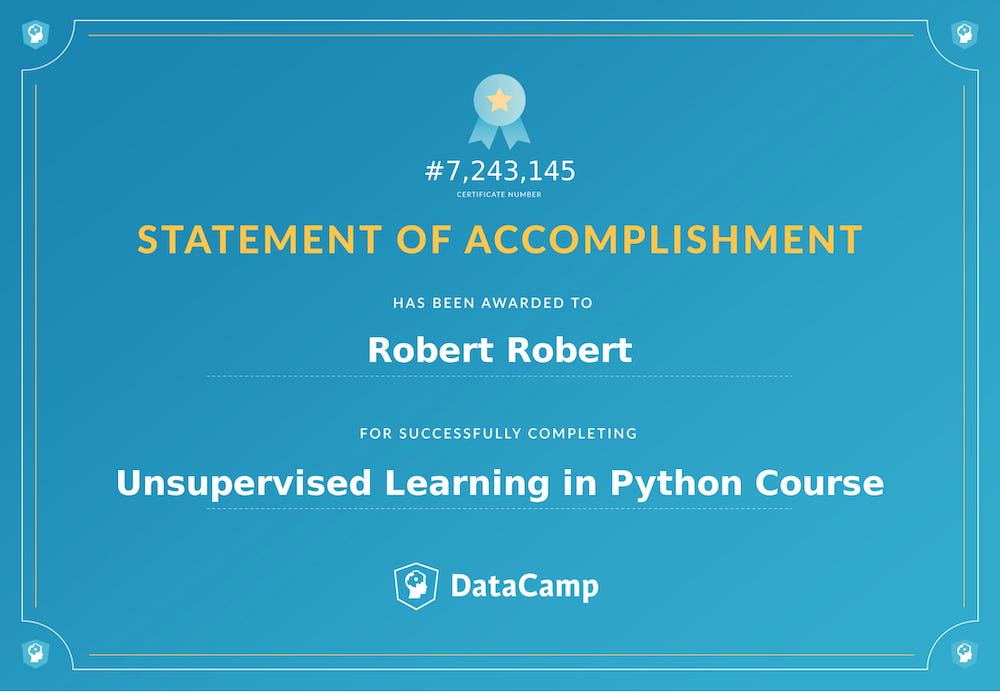 #7,243,145
CERTIFICATE NUMBER
STATEMENT OF ACCOMPLISHMENT
HAS BEEN AWARDED TO
Robert Robert
FOR SUCCESSFULLY COMPLETING
Unsupervised Learning in Python Course
DataCamp